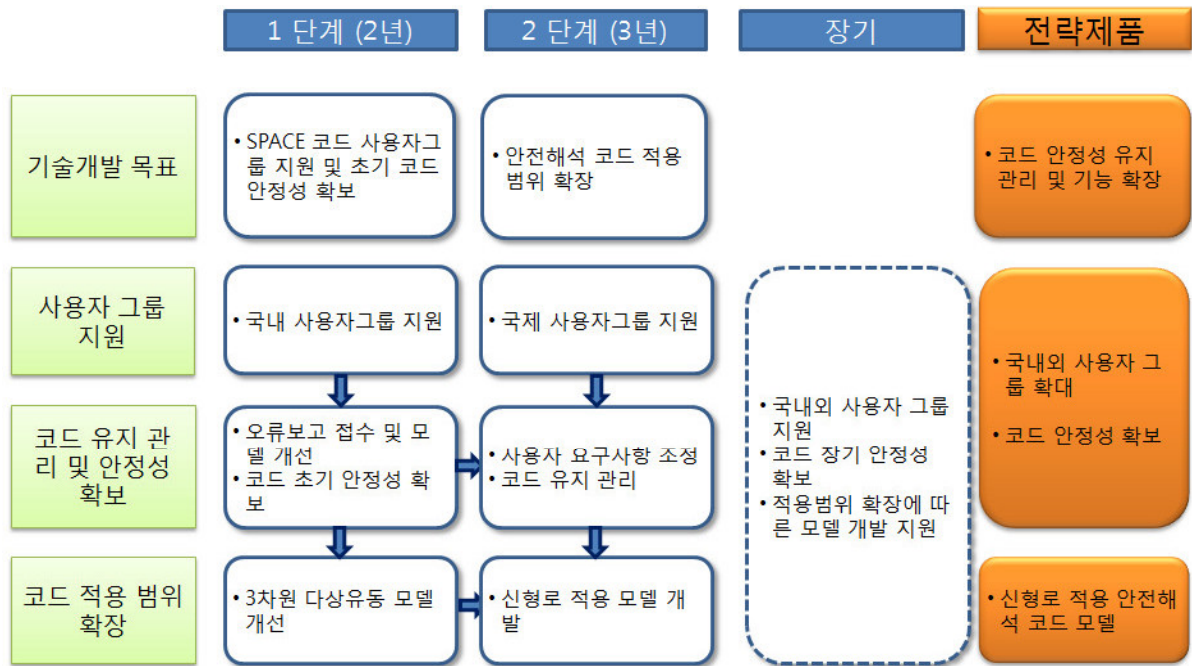 1 단계 (2년)
2 단계 (3년)
장기
전략제품
기술개발 목표
• SPACE 코드 사용자그
룹 지원 및 초기 코드
안정성 확보
• 안전해석 코드 적용
범위 확장
• 코드 안정성 유지
관리 및 기능 확장
사용자 그룹
지원
• 국내 사용자그룹 지원
• 국제 사용자그룹 지원
코드 유지 관
리 및 안정성
확보
• 오류보고 접수 및 모
델 개선
• 코드 초기 안정성 확
보
• 사용자 요구사항 조정
• 코드 유지 관리
• 국내외 사용자 그룹
지원
• 코드 장기 안정성
확보
• 적용범위 확장에 따
른 모델 개발 지원
• 국내외 사용자 그
룹 확대
• 코드 안정성 확보
코드 적용 범위
확장
• 3차원 다상유동 모델
개선
• 신형로 적용 모델 개
발
• 신형로 적용 안전해
석 코드 모델